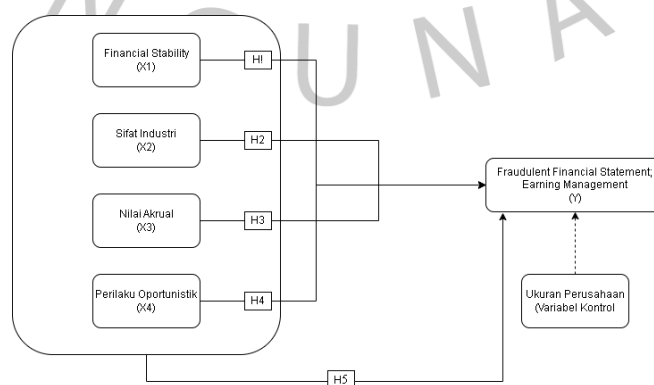 Financial Stability
(X1)
H!
Sifat Industri
(X2)
H2
Nilai Akrual
(X3)
H3
Perilaku Oportunistik
(X4)
H4
Fraudulent Financial Statement;
Earning Management
(Y)
Ukuran Perusahaan
(Variabel Kontrol
H5
U N A